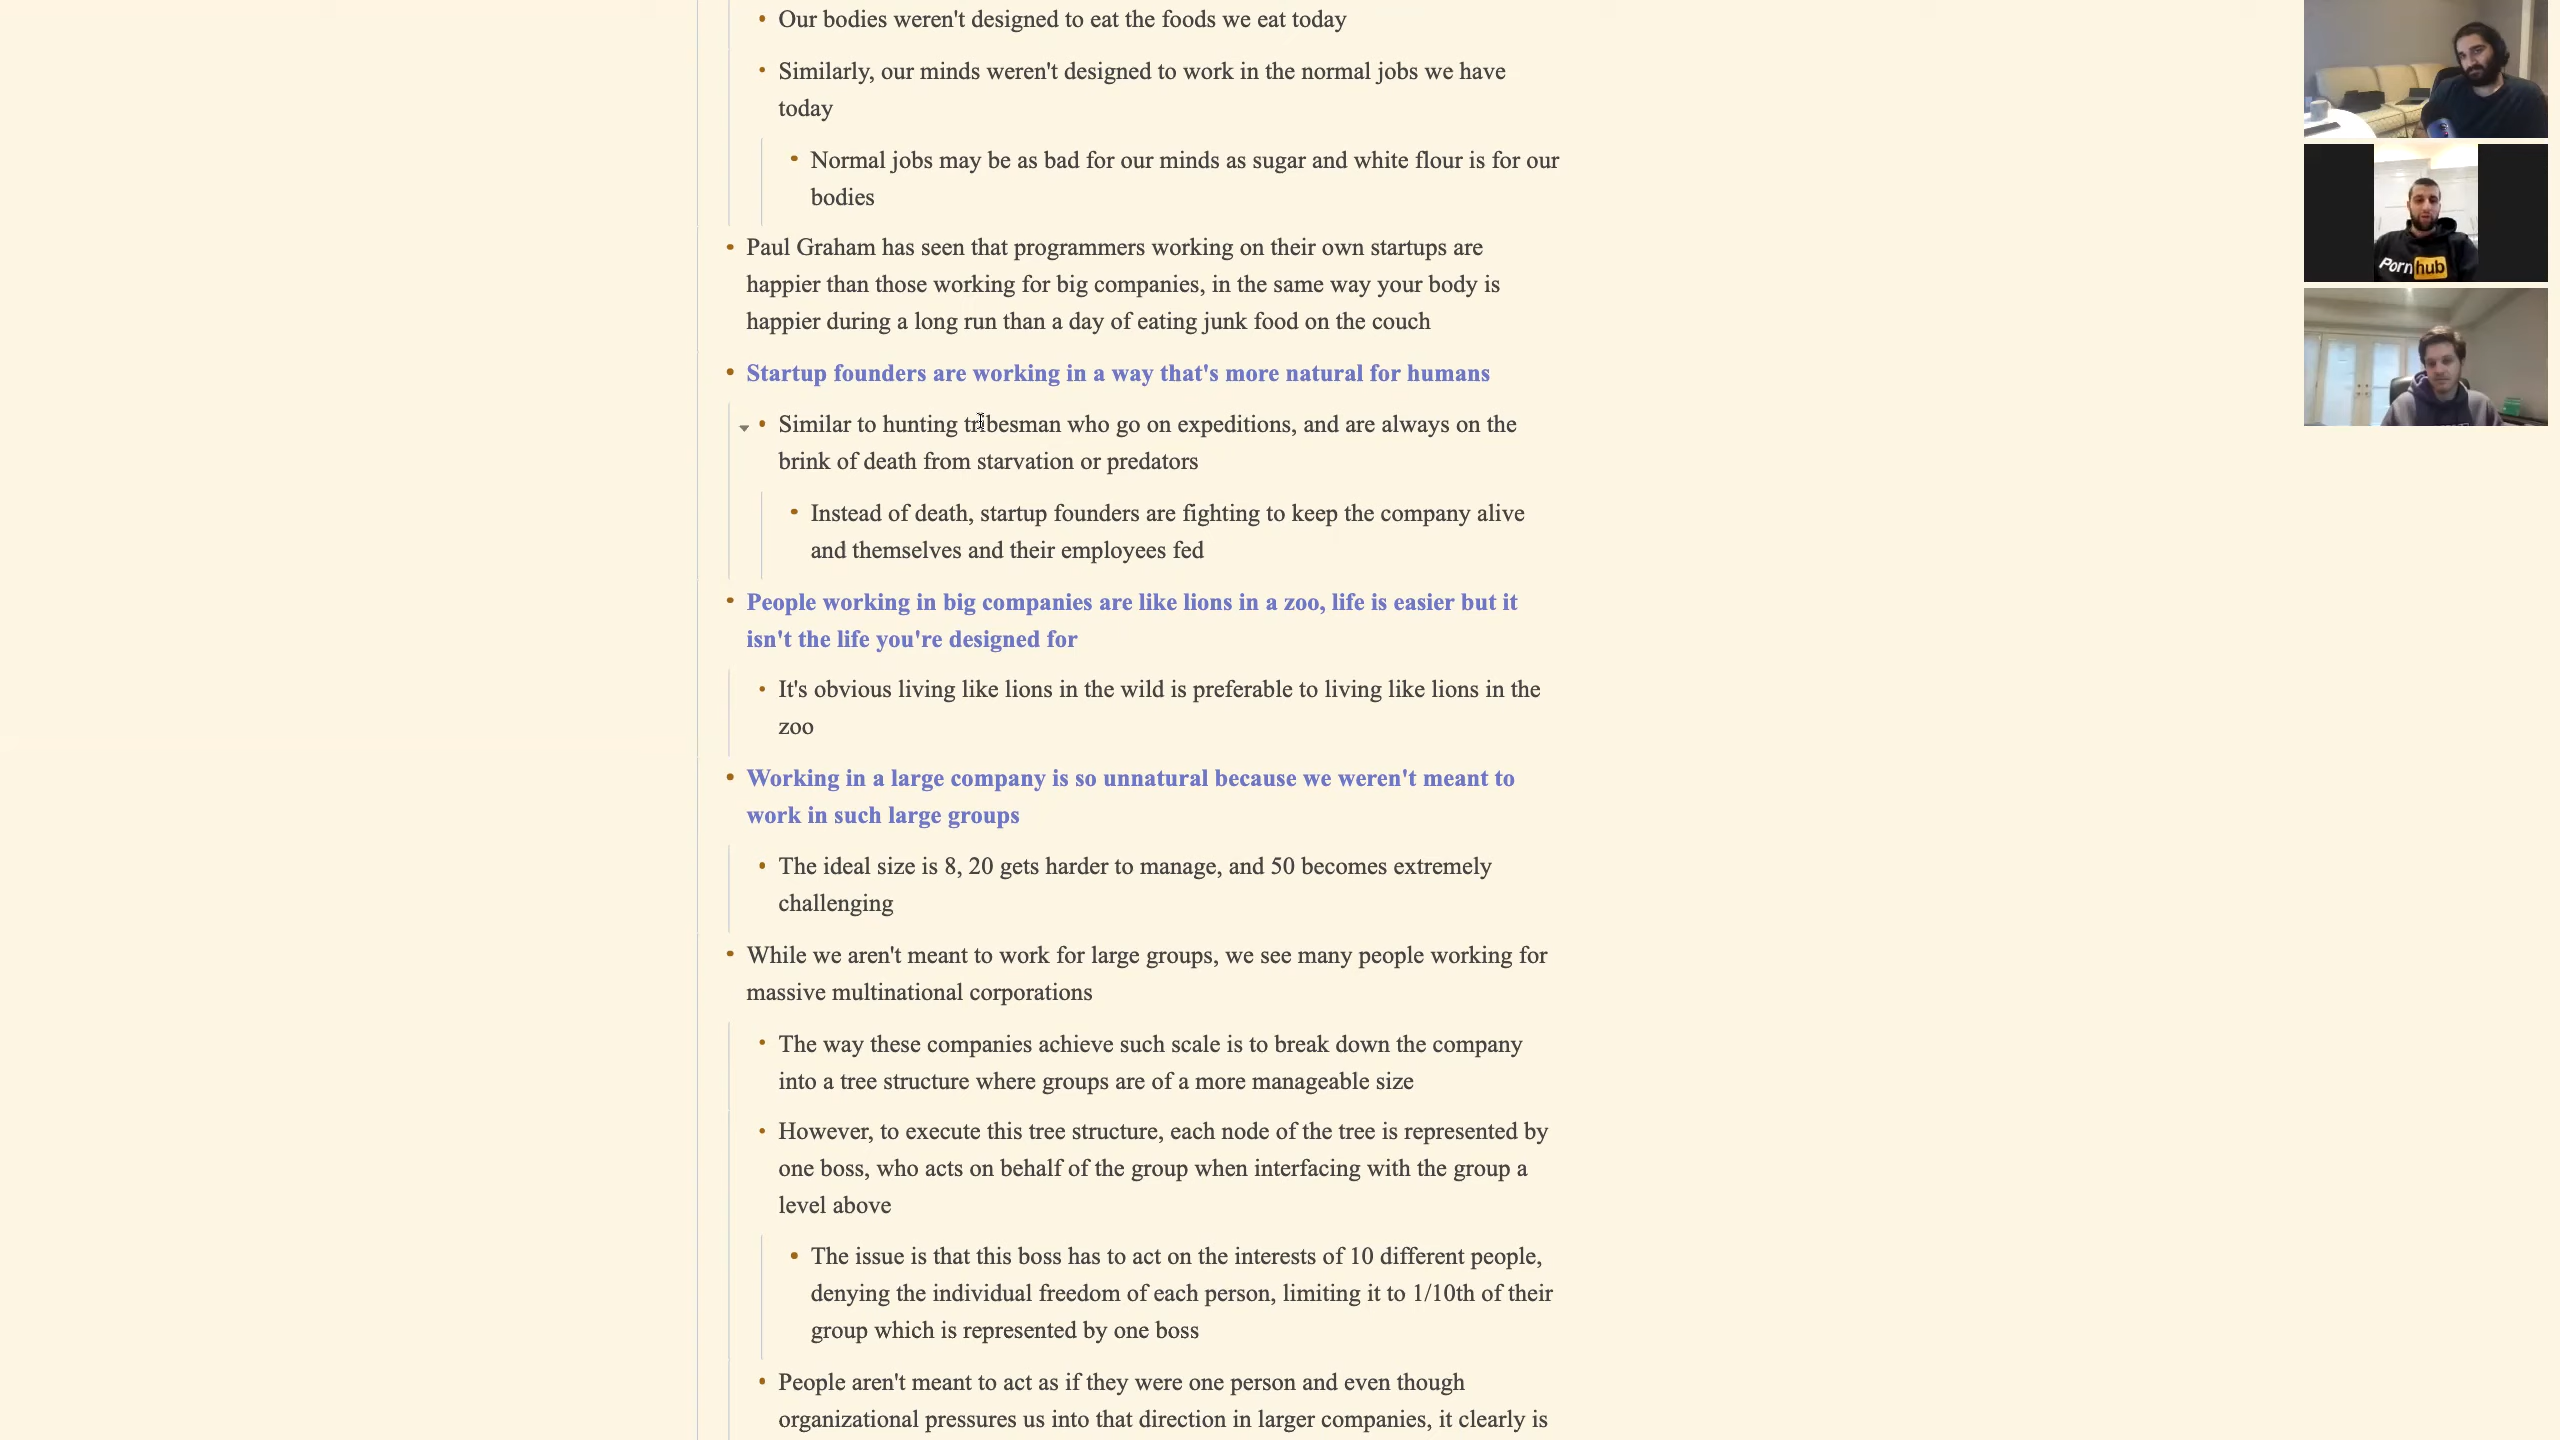 Our bodies weren't designed to eat the foods we eat today
Similarly, our minds weren't designed to work in the normal jobs we have
today
Normal jobs may be as bad for our minds as sugar and white flour is for our
bodies
Paul Graham has seen that programmers working on their own startups are
happier than those working for big companies, in the same way your body is
happier during a long run than a day of eating junk food on the couch
Startup founders are working in a way that's more natural for humans
Similar to hunting tribesman who go on expeditions, and are always on the
brink of death from starvation or predators
Instead of death, startup founders are fighting to keep the company alive
and themselves and their employees fed
People working in big companies are like lions in a zoo, life is easier but it
isn't the life you're designed for
It's obvious living like lions in the wild is preferable to living like lions in the
zoo
Working in a large company is so unnatural because we weren't meant to
work in such large groups
The ideal size is 8, 20 gets harder to manage, and 50 becomes extremely
challenging
While we aren't meant to work for large groups, we see many people working for
massive multinational corporations
The way these companies achieve such scale is to break down the company
into a tree structure where groups are of a more manageable size
However, to execute this tree structure, each node of the tree is represented by
one boss, who acts on behalf of the group when interfacing with the group a
level above
The issue is that this boss has to act on the interests of 10 different people,
denying the individual freedom of each person, limiting it to 1/10th of their
group which is represented by one boss
People aren't meant to act as if they were one person and even though
organizational pressures us into that direction in larger companies, it clearly is
Porn hub